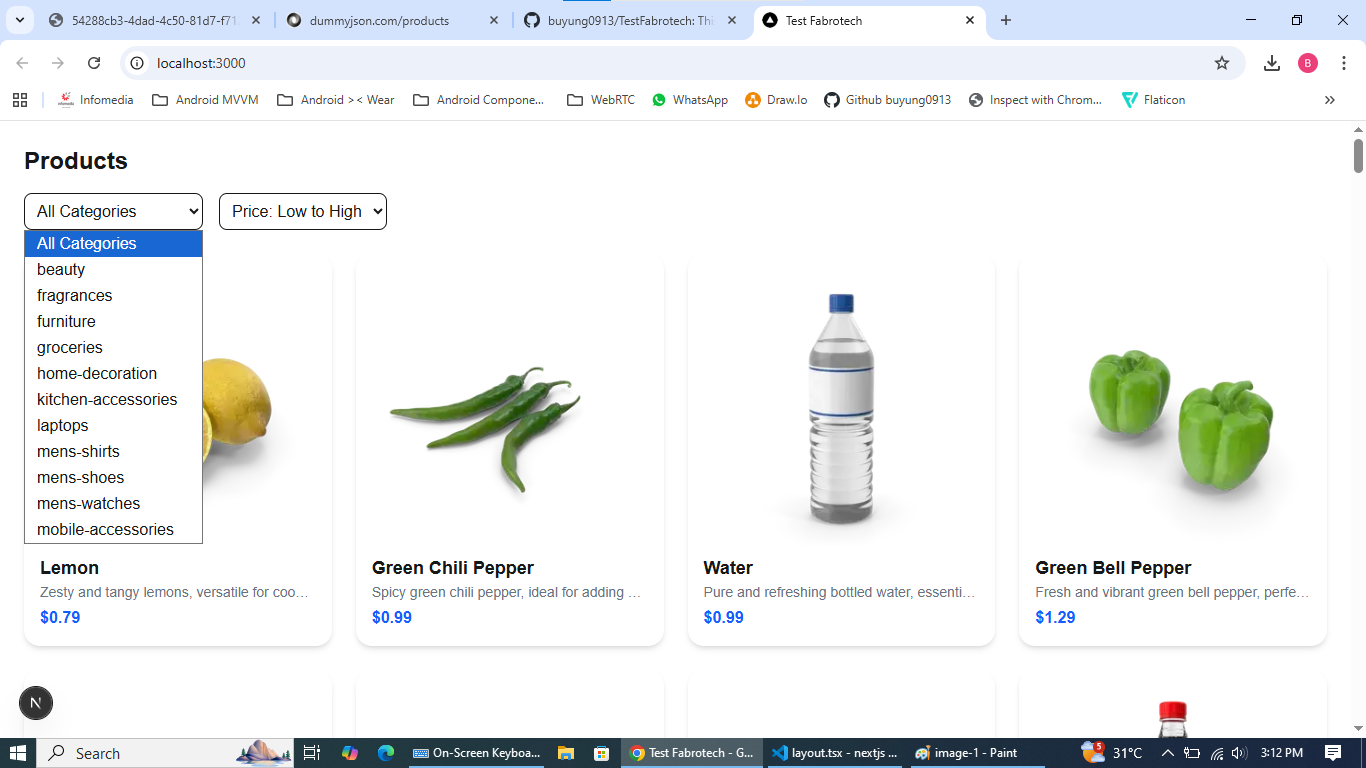 54288cb3-4dad-4c50-81d7-f71
dummyjson.com/products
buyung0913/TestFabrotech: Thi
Test Fabrotech
localhost:3000
B
Infomedia
Android MVVM
Android >< Wear
Android Compone...
WebRTC
WhatsApp
Draw.Io
Github buyung0913
Inspect with Chrom...
Flaticon
Products
All Categories
Price: Low to High
All Categories
beauty
fragrances
furniture
groceries
home-decoration
kitchen-accessories
laptops
mens-shirts
mens-shoes
mens-watches
mobile-accessories
Lemon
Zesty and tangy lemons, versatile for coo...
$0.79
Green Chili Pepper
Spicy green chili pepper, ideal for adding ...
$0.99
Water
Pure and refreshing bottled water, essenti...
$0.99
Green Bell Pepper
Fresh and vibrant green bell pepper, perfe...
$1.29
N
Search
On-Screen Keyboa...
Test Fabrotech - G...
layout.tsx - nextjs ...
image-1 - Paint
5
31°C
3:12 PM